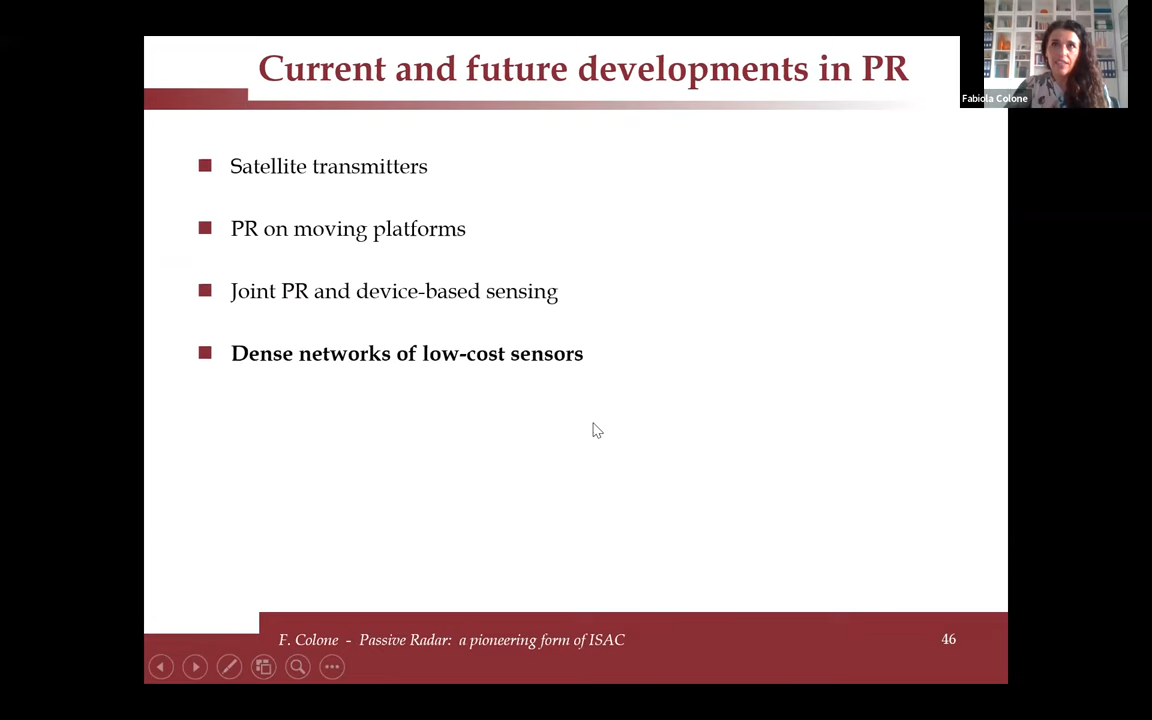 Current and future developments in PR
Fabiola Colone
Satellite transmitters
PR on moving platforms
Joint PR and device-based sensing
Dense networks of low-cost sensors
F. Colone - Passive Radar: a pioneering form of ISAC
46